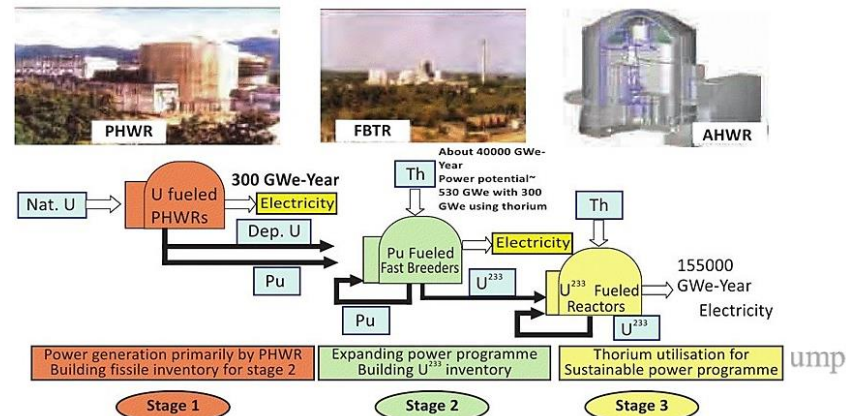 PHWR
FBTR
AHWR
About 40000 GWe-
Year
Power potential~
530 GWe with 300
GWe using thorium
Nat. U
U fueled
PHWRs
300 GWe-Year
Electricity
Dep. U
Pu
Th
Pu Fueled
Fast Breeders
Electricity
Pu
U233
Th
U233 Fueled
Reactors
U233
155000
GWe-Year
Electricity
Power generation primarily by PHWR
Building fissile inventory for stage 2
Expanding power programme
Building U233 inventory
Thorium utilisation for
Sustainable power programme
ump
Stage 1
Stage 2
Stage 3